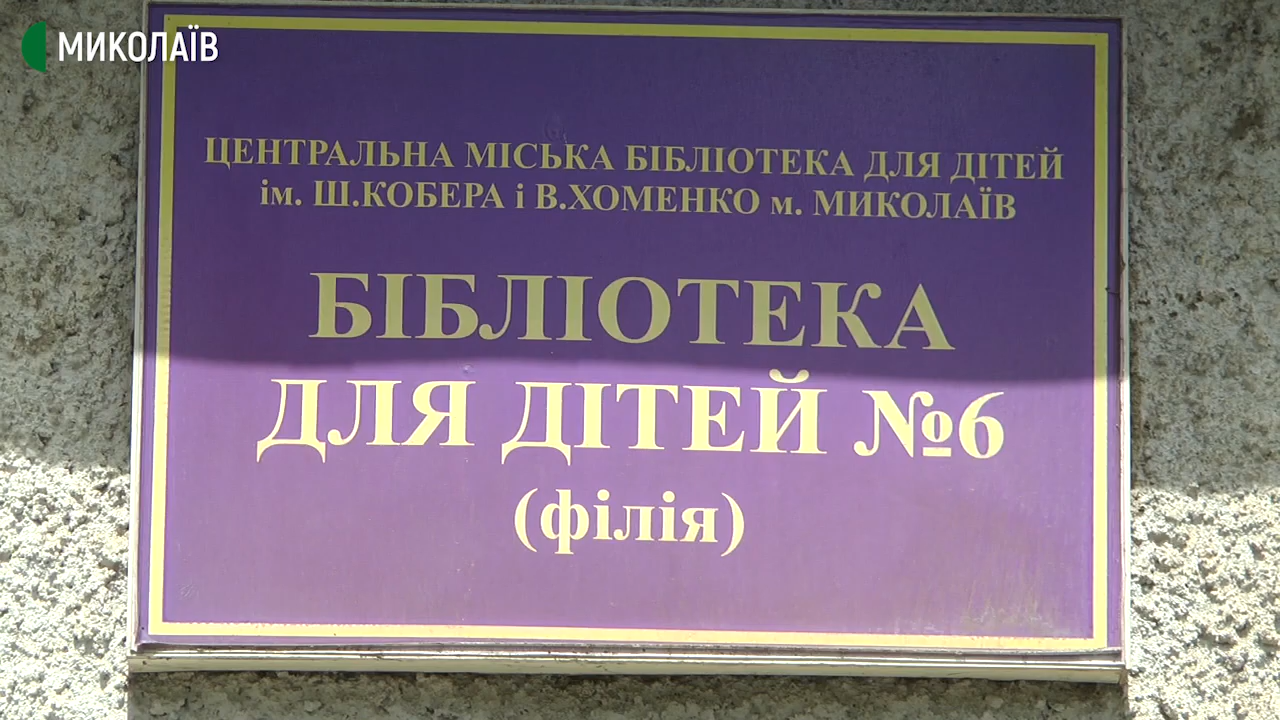 МИКОЛАЇВ
ЦЕНТРАЛЬНА МІСЬКА БІБЛІОТЕКА ДЛЯ ДІТЕЙ
ім. Ш.КОБЕРА і В.ХОМЕНКО м. МИКОЛАЇВ
БІБЛІОТЕКА
ДЛЯ ДІТЕЙ №6
(філія)